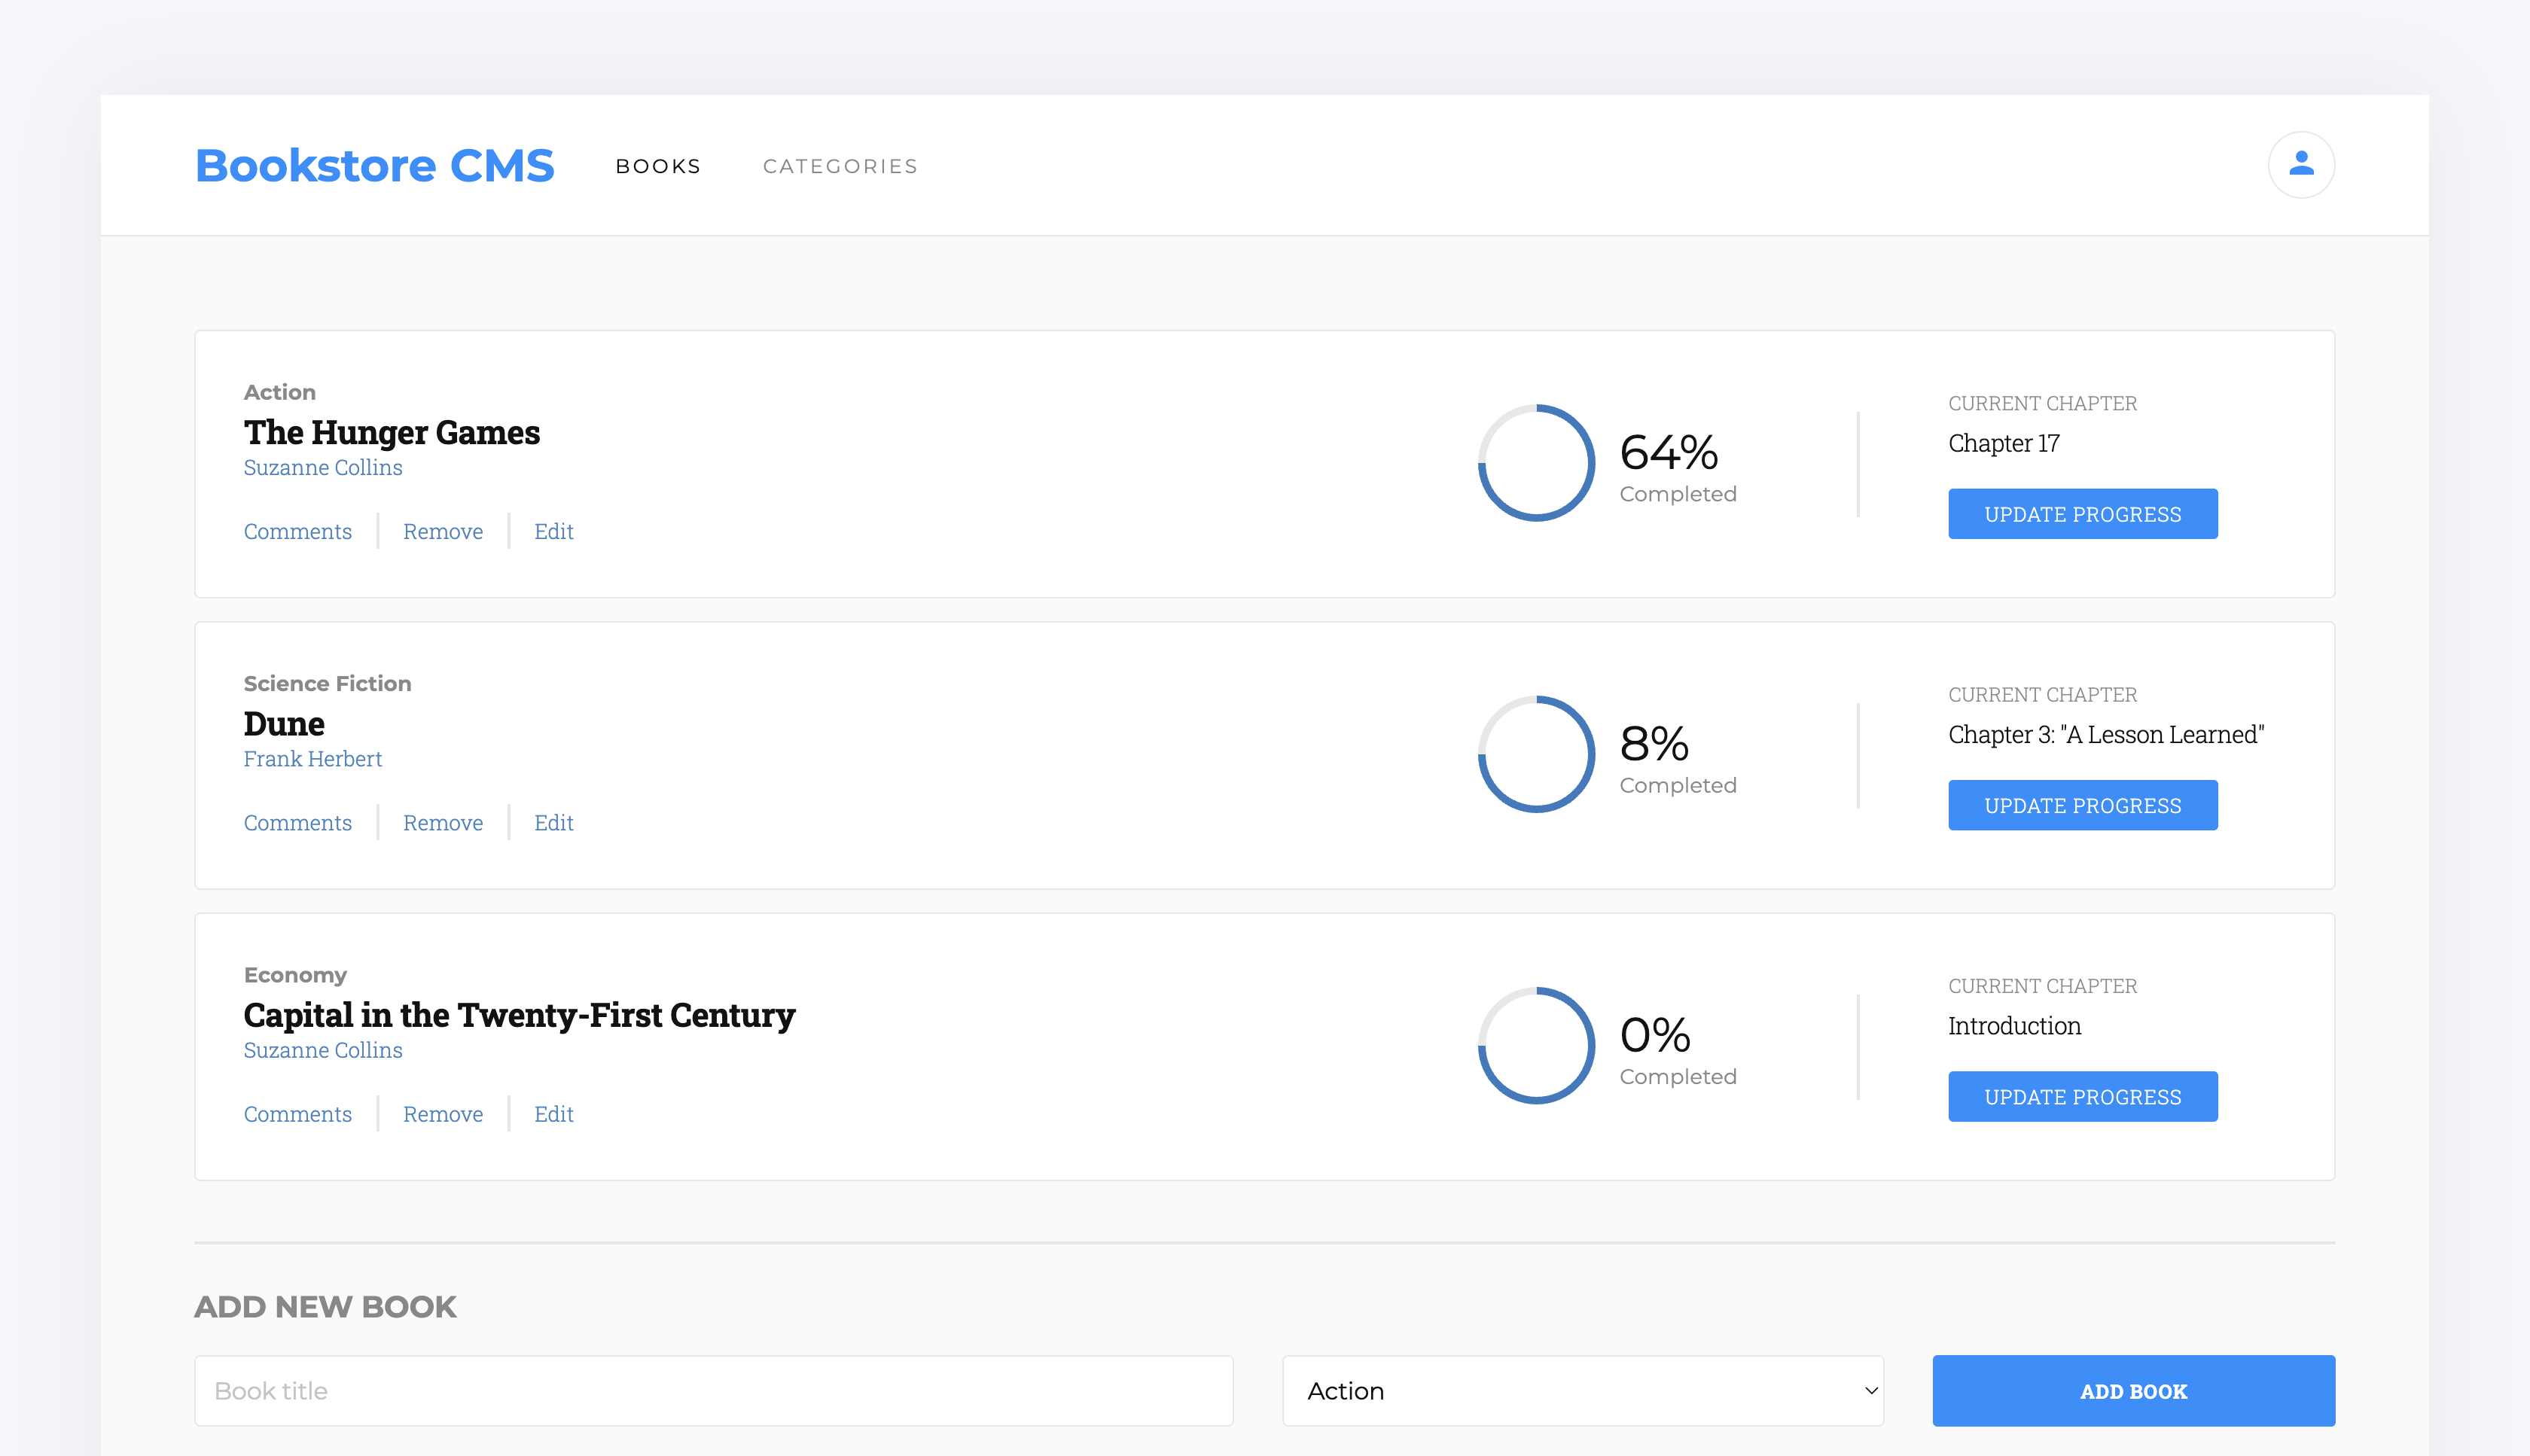 Bookstore CMS
BOOKS
CATEGORIES
Action
The Hunger Games
Suzanne Collins
Comments
Remove
Edit
64%
Completed
CURRENT CHAPTER
Chapter 17
UPDATE PROGRESS
Science Fiction
Dune
Frank Herbert
Comments
Remove
Edit
8%
Completed
CURRENT CHAPTER
Chapter 3: "A Lesson Learned"
UPDATE PROGRESS
Economy
Capital in the Twenty-First Century
Suzanne Collins
Comments
Remove
Edit
0%
Completed
CURRENT CHAPTER
Introduction
UPDATE PROGRESS
ADD NEW BOOK
Book title
Action
ADD BOOK